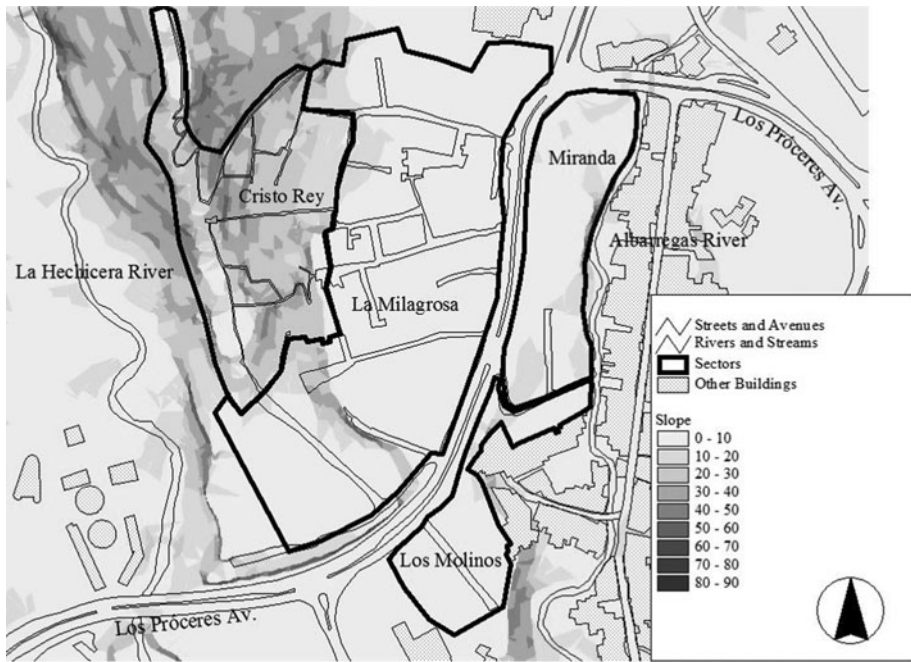 Los Próceres Av.
Miranda
Cristo Rey
Albarregas River
La Hechicera River
La Milagrosa
Los Molinos
Los Próceres Av.
Streets and Avenues
Rivers and Streams
Sectors
Other Buildings
Slope
0 - 10
10 - 20
20 - 30
30 - 40
40 - 50
50 - 60
60 - 70
70 - 80
80 - 90